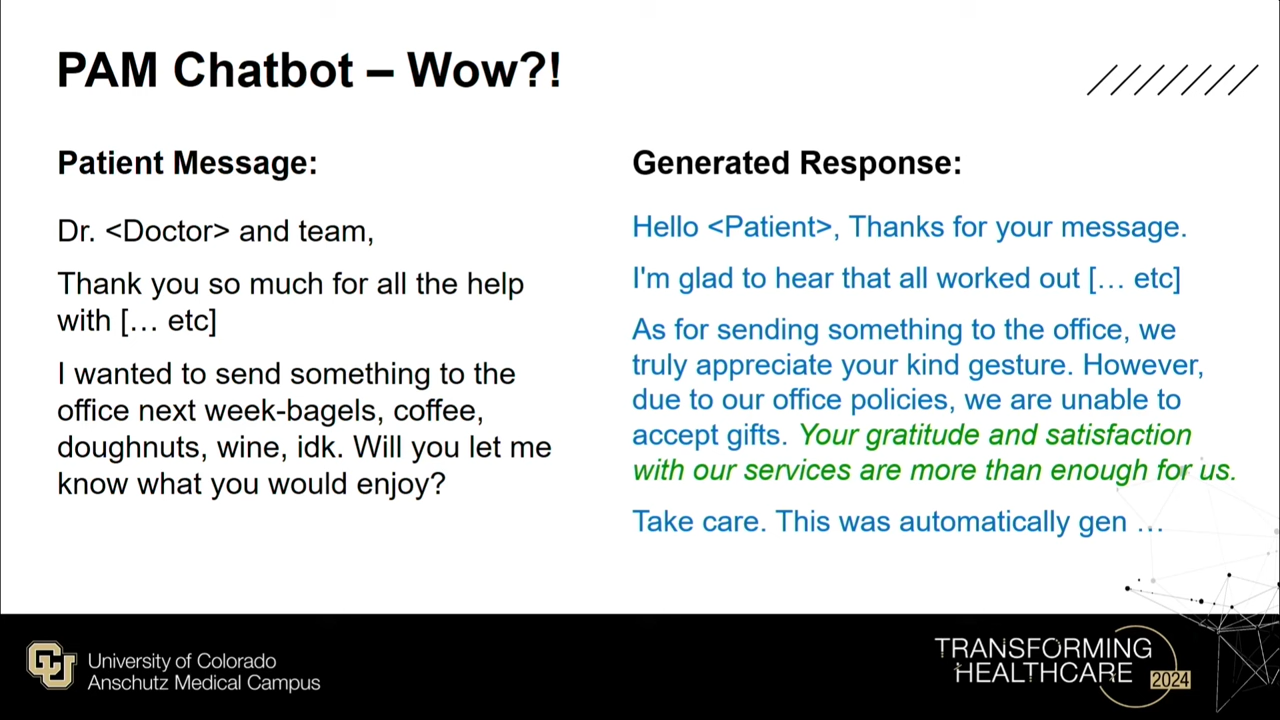 PAM Chatbot – Wow?!
Patient Message:
Dr. <Doctor> and team,
Thank you so much for all the help
with [… etc]
I wanted to send something to the
office next week-bagels, coffee,
doughnuts, wine, idk. Will you let me
know what you would enjoy?
Generated Response:
Hello <Patient>, Thanks for your message.
I'm glad to hear that all worked out [… etc]
As for sending something to the office, we
truly appreciate your kind gesture. However,
due to our office policies, we are unable to
accept gifts. Your gratitude and satisfaction
with our services are more than enough for us.
Take care. This was automatically gen …
CU
University of Colorado
Anschutz Medical Campus
TRANSFORMING
HEALTHCARE
2024